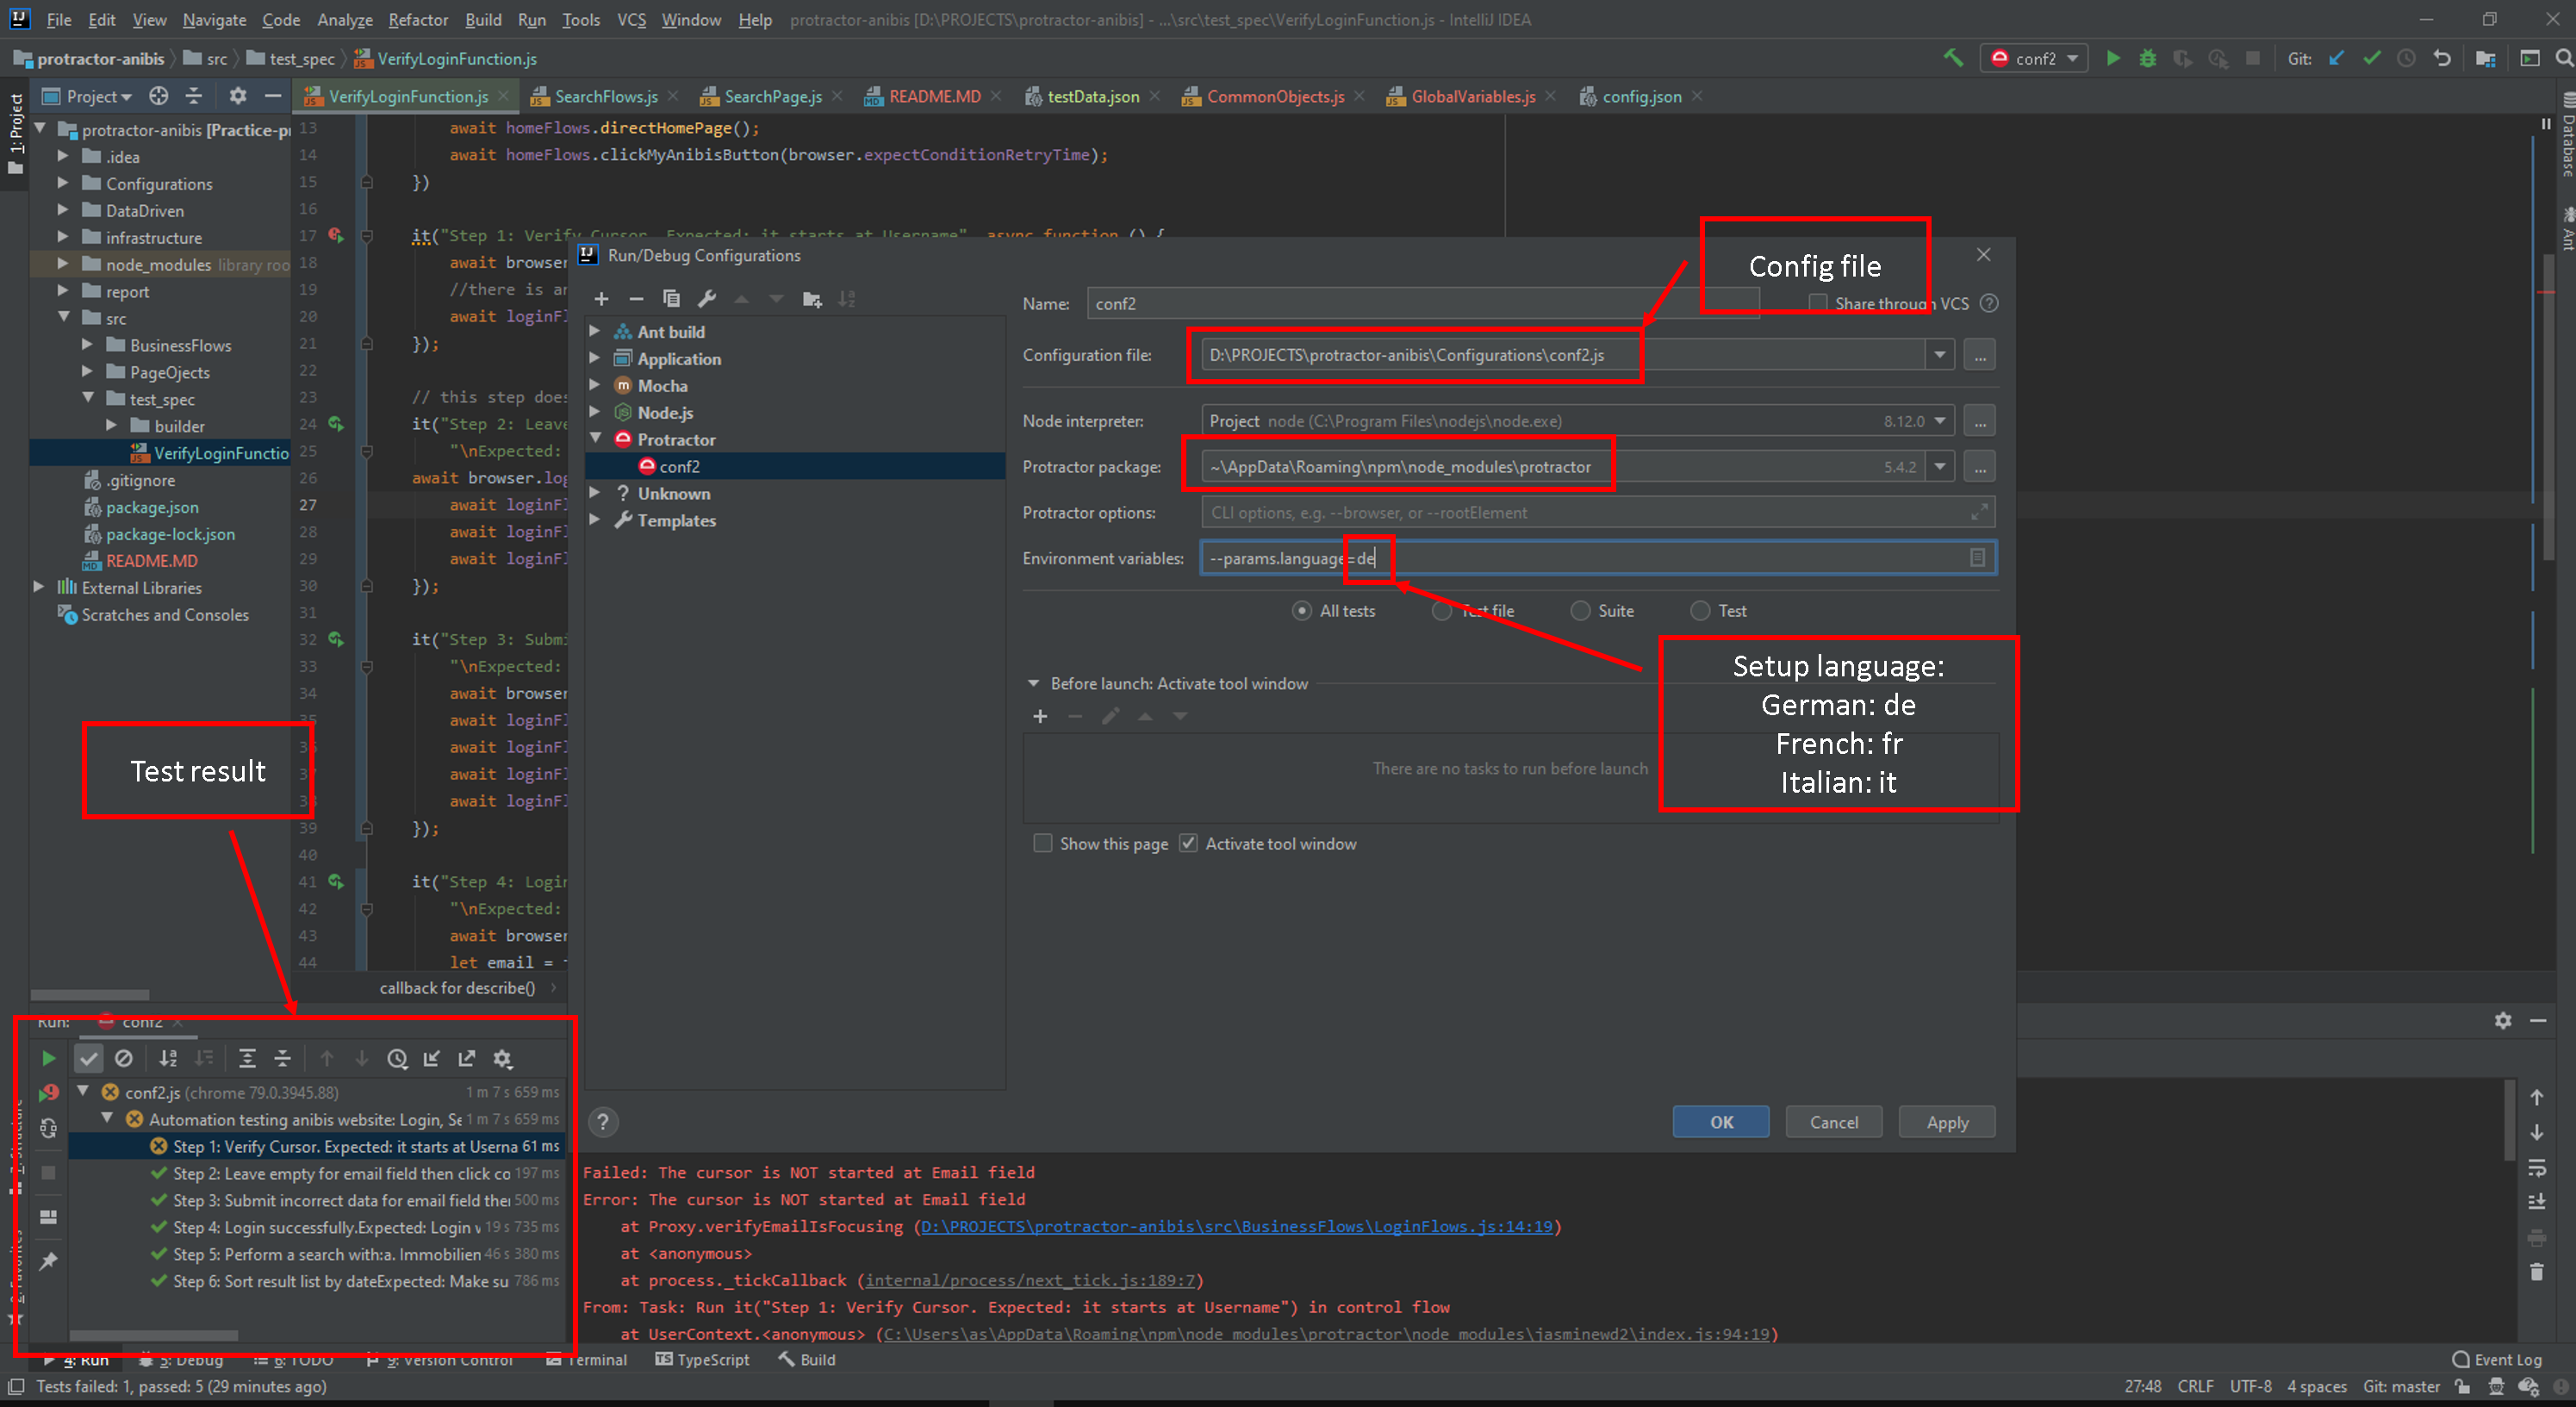 File Edit View Navigate Code Analyze Refactor Build Run Tools VCS Window Help protractor-anibis [D:\PROJECTS\protractor-anibis] - ...\src\test_spec\VerifyLoginFunction.js - IntelliJ IDEA
protractor-anibis src test_spec VerifyLoginFunction.js conf2 Git:
1: Project
Project
VerifyLoginFunction.js SearchFlows.js SearchPage.js README.MD testData.json CommonObjects.js GlobalVariables.js config.json
Database
Ant
protractor-anibis [Practice-p
.idea
Configurations
DataDriven
infrastructure
node_modules library roo
report
src
BusinessFlows
PageOjects
test_spec
builder
VerifyLoginFunctio
.gitignore
package.json
package-lock.json
README.MD
External Libraries
Scratches and Consoles
13 await homeFlows.directHomePage();
14 await homeFlows.clickMyAnibisButton(browser.expectConditionRetryTime);
15 })
16
17 it("Step 1: Verify Cursor. Expected: it starts at Username", async function () {
18 await browser
19 //there is an
20 await loginFl
21 });
22
23 // this step does
24 it("Step 2: Leave
25 "\nExpected:
26 await browser.log
27 await loginFl
28 await loginFl
29 await loginFl
30 });
31
32 it("Step 3: Submi
33 "\nExpected:
34 await browser
35 await loginFl
36 await loginFl
37 await loginFl
38 await loginFl
39 });
40
41 it("Step 4: Login
42 "\nExpected:
43 await browser
44 let email =
callback for describe()
Run/Debug Configurations
Ant build
Application
Mocha
Node.js
Protractor
conf2
Unknown
Templates
Name: conf2 Share through VCS
Configuration file: D:\PROJECTS\protractor-anibis\Configurations\conf2.js
Node interpreter: Project node (C:\Program Files\nodejs\node.exe) 8.12.0
Protractor package: ~\AppData\Roaming\npm\node_modules\protractor 5.4.2
Protractor options: CLI options, e.g. --browser, or --rootElement
Environment variables: --params.language=de
All tests Test file Suite Test
Before launch: Activate tool window
There are no tasks to run before launch
Show this page Activate tool window
OK Cancel Apply
Config file
Setup language:
German: de
French: fr
Italian: it
Test result
Run: conf2
conf2.js (chrome 79.0.3945.88) 1 m 7 s 659 ms
Automation testing anibis website: Login, Se 1 m 7 s 659 ms
Step 1: Verify Cursor. Expected: it starts at Userna 61 ms
Step 2: Leave empty for email field then click co 197 ms
Step 3: Submit incorrect data for email field the 500 ms
Step 4: Login successfully.Expected: Login 19 s 735 ms
Step 5: Perform a search with:a. Immobilien 46 s 380 ms
Step 6: Sort result list by dateExpected: Make su 786 ms
Failed: The cursor is NOT started at Email field
Error: The cursor is NOT started at Email field
at Proxy.verifyEmailIsFocusing (D:\PROJECTS\protractor-anibis\src\BusinessFlows\LoginFlows.js:14:19)
at <anonymous>
at process._tickCallback (internal/process/next_tick.js:189:7)
From: Task: Run it("Step 1: Verify Cursor. Expected: it starts at Username") in control flow
at UserContext.<anonymous> (C:\Users\as\AppData\Roaming\npm\node_modules\protractor\node_modules\jasminewd2\index.js:94:19)
4: Run 5: Debug 6: TODO 9: Version Control Terminal TypeScript Build Event Log
Tests failed: 1, passed: 5 (29 minutes ago) 27:48 CRLF UTF-8 4 spaces Git: master